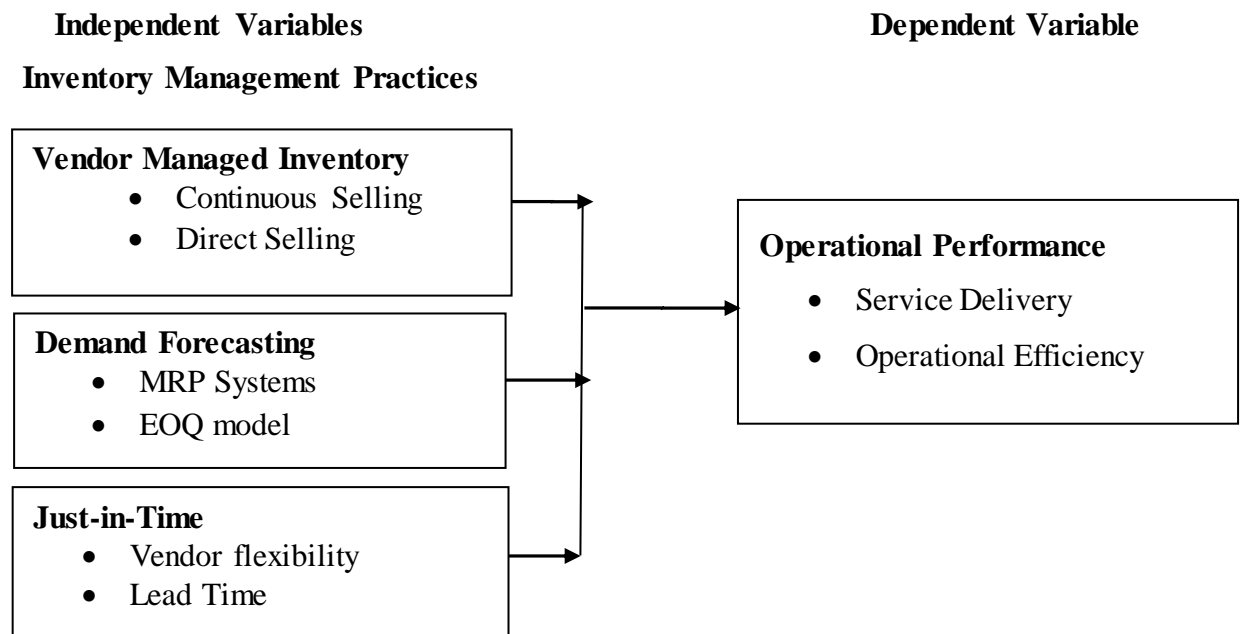 Independent Variables
Dependent Variable
Inventory Management Practices
Vendor Managed Inventory
• Continuous Selling
• Direct Selling
Demand Forecasting
• MRP Systems
• EOQ model
Just-in-Time
• Vendor flexibility
• Lead Time
Operational Performance
• Service Delivery
• Operational Efficiency